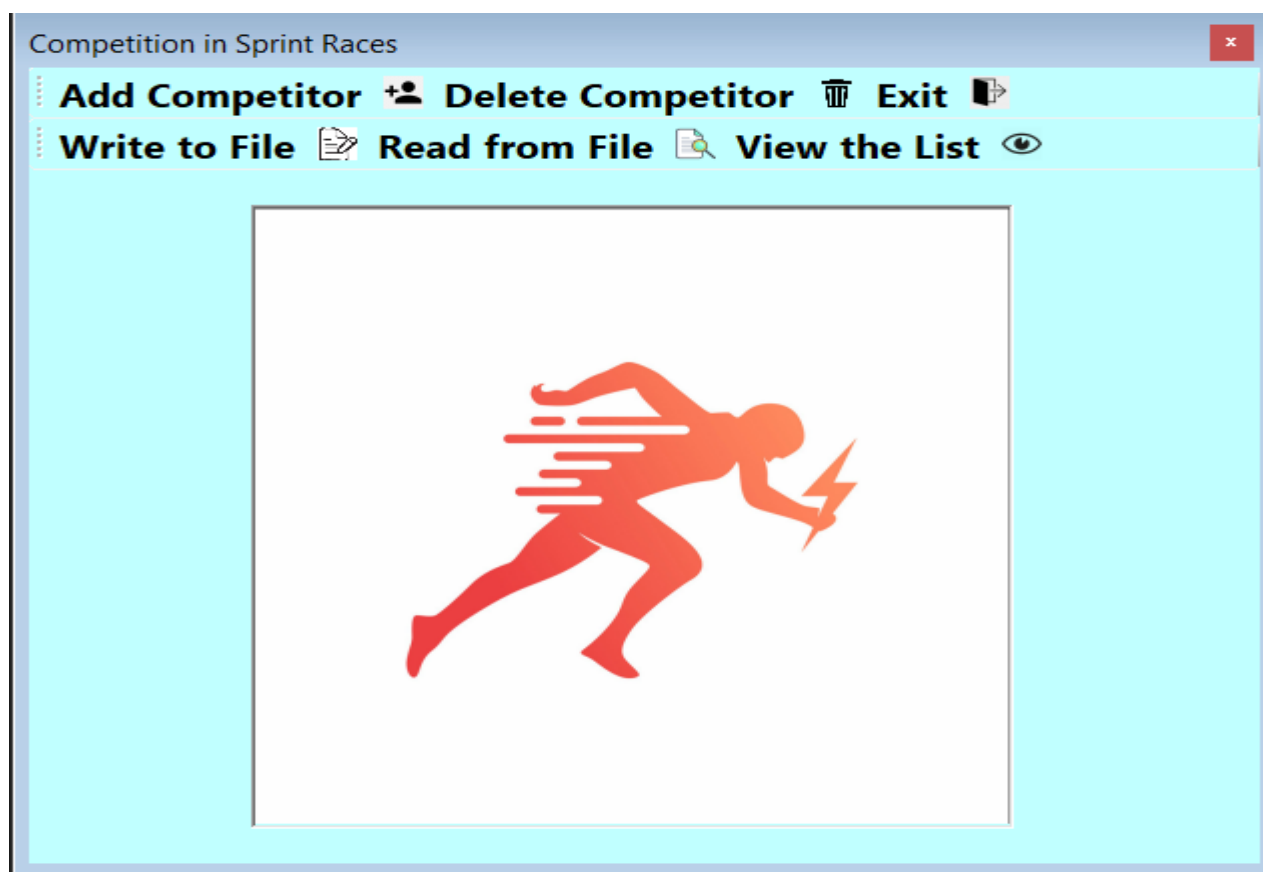 Competition in Sprint Races
Add Competitor Delete Competitor Exit
Write to File Read from File View the List